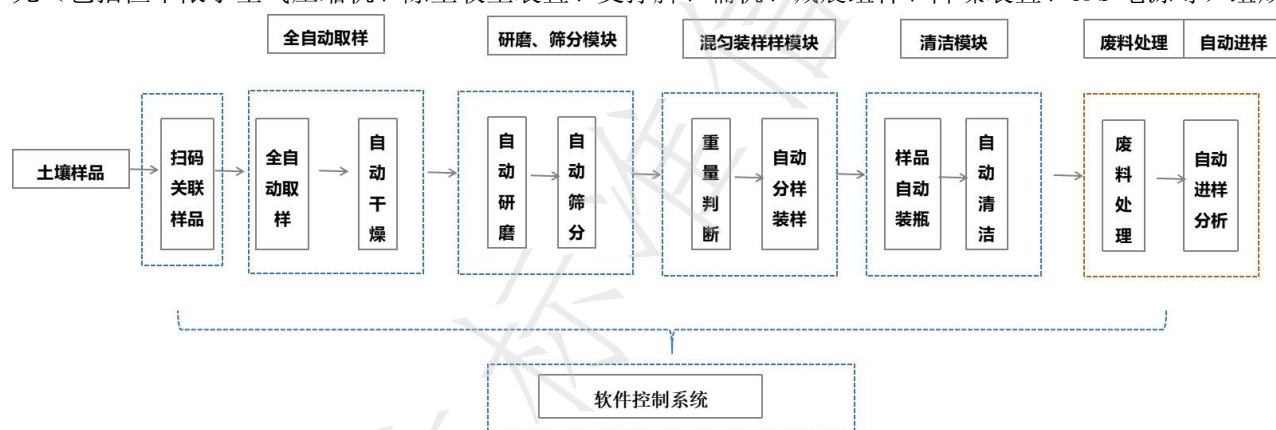 全自动取样
研磨、筛分模块
混匀装样样模块
清洁模块
废料处理
自动进样
土壤样品
扫码
关联
样品
全自
动取
样
自动干燥
自动研磨
自动筛分
重量判断
自动
分样
装样
样品
自动
装瓶
自动清洁
废料处理
自动
进样
分析
软件控制系统